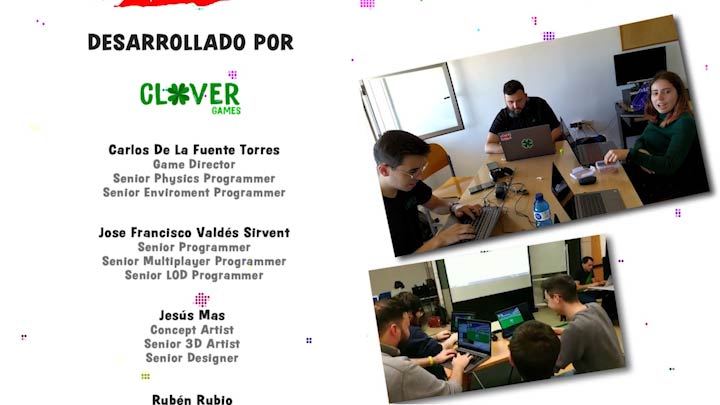 DESARROLLADO POR
CLOVER
GAMES
Carlos De La Fuente Torres
Game Director
Senior Physics Programmer
Senior Enviroment Programmer
Jose Francisco Valdés Sirvent
Senior Programmer
Senior Multiplayer Programmer
Senior LOD Programmer
Jesús Mas
Concept Artist
Senior 3D Artist
Senior Designer
Rubén Rubio